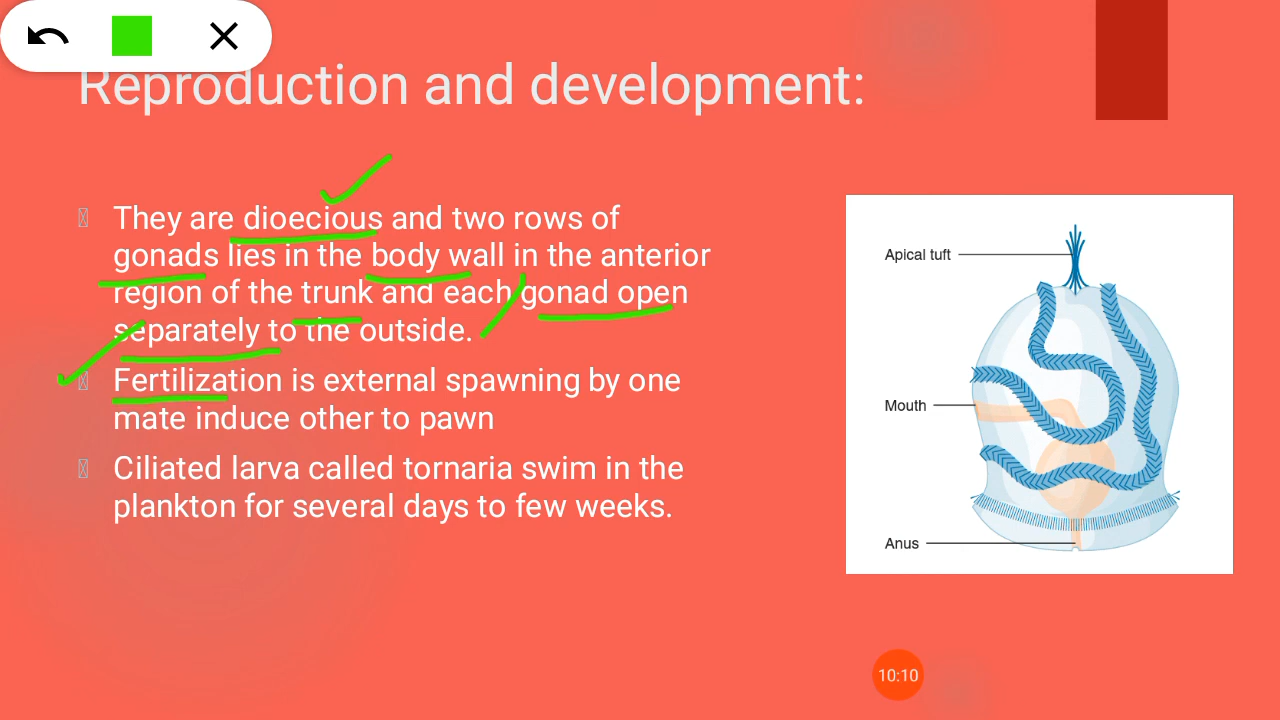 Reproduction and development:
They are dioecious and two rows of
gonads lies in the body wall in the anterior
region of the trunk and each gonad open
separately to the outside.
Fertilization is external spawning by one
mate induce other to pawn
Ciliated larva called tornaria swim in the
plankton for several days to few weeks.
Apical tuft
Mouth
Anus
10:10